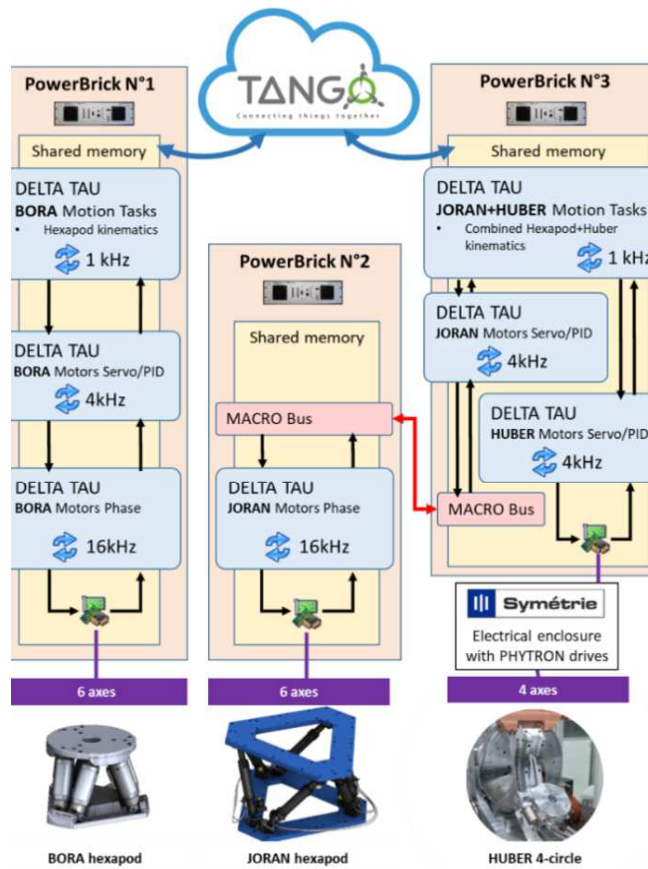 TANGO
Connecting things together
PowerBrick N°1
Shared memory
DELTA TAU
BORA Motion Tasks
• Hexapod kinematics
1 kHz
DELTA TAU
BORA Motors Servo/PID
4kHz
DELTA TAU
BORA Motors Phase
16kHz
6 axes
BORA hexapod
PowerBrick N°2
Shared memory
MACRO Bus
DELTA TAU
JORAN Motors Phase
16kHz
6 axes
JORAN hexapod
PowerBrick N°3
Shared memory
DELTA TAU
JORAN+HUBER Motion Tasks
• Combined Hexapod+Huber
kinematics
1 kHz
DELTA TAU
JORAN Motors Servo/PID
4kHz
DELTA TAU
HUBER Motors Servo/PID
4kHz
MACRO Bus
Symétrie
Electrical enclosure
with PHYTRON drives
4 axes
HUBER 4-circle